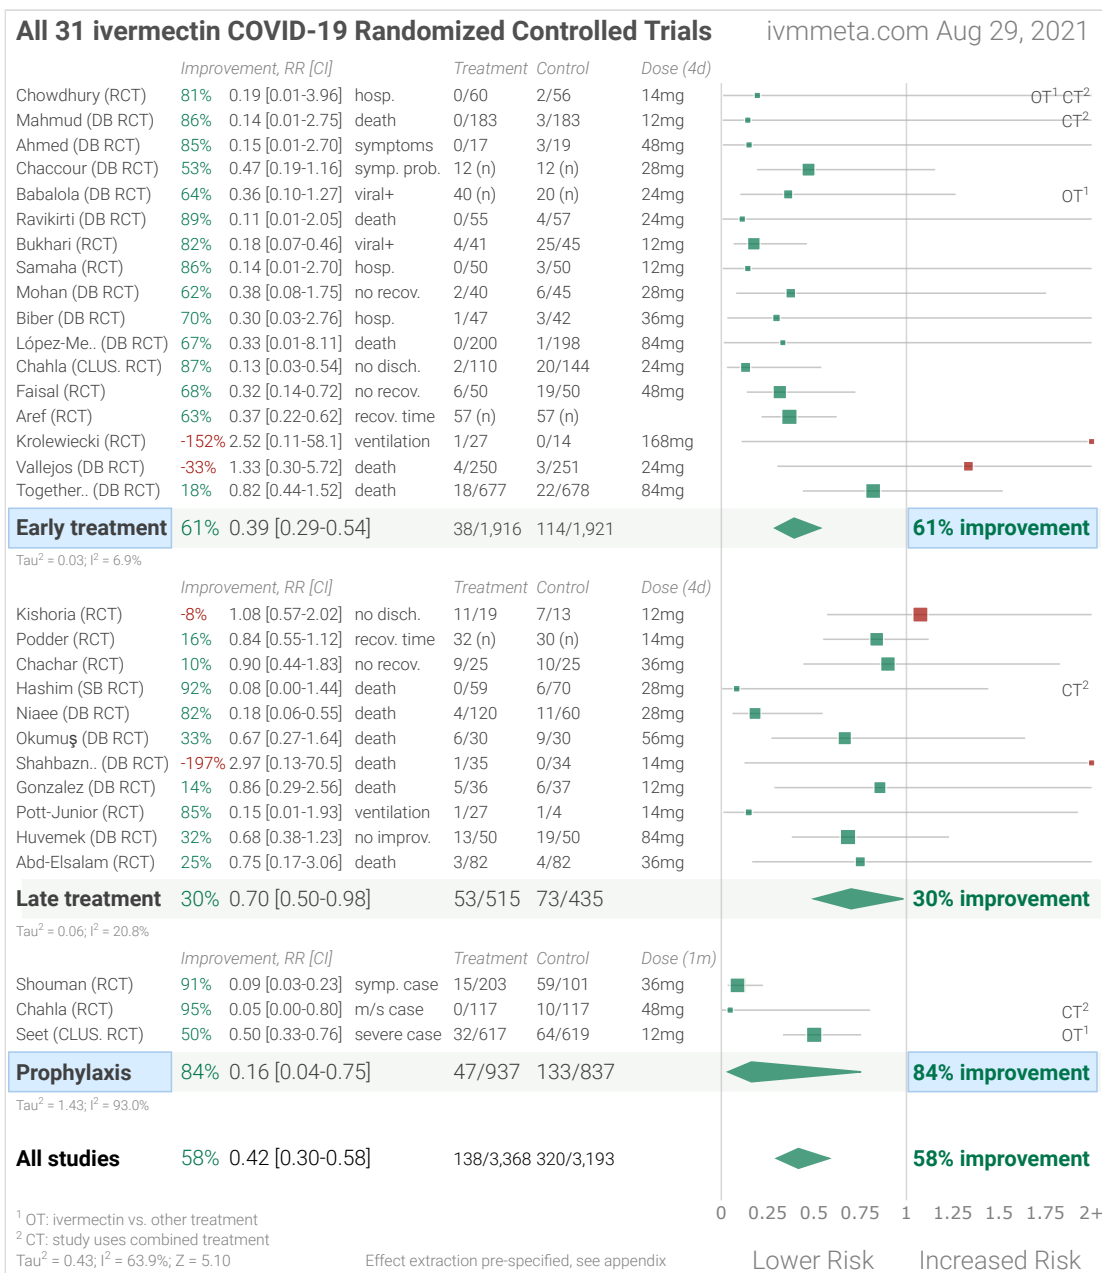 All 31 ivermectin COVID-19 Randomized Controlled Trials ivmmeta.com Aug 29, 2021
Improvement, RR [CI] Treatment Control Dose (4d)
Chowdhury (RCT) 81% 0.19 [0.01-3.96] hosp. 0/60 2/56 14mg OT¹ CT²
Mahmud (DB RCT) 86% 0.14 [0.01-2.75] death 0/183 3/183 12mg CT²
Ahmed (DB RCT) 85% 0.15 [0.01-2.70] symptoms 0/17 3/19 48mg
Chaccour (DB RCT) 53% 0.47 [0.19-1.16] symp. prob. 12 (n) 12 (n) 28mg
Babalola (DB RCT) 64% 0.36 [0.10-1.27] viral+ 40 (n) 20 (n) 24mg OT¹
Ravikirti (DB RCT) 89% 0.11 [0.01-2.05] death 0/55 4/57 24mg
Bukhari (RCT) 82% 0.18 [0.07-0.46] viral+ 4/41 25/45 12mg
Samaha (RCT) 86% 0.14 [0.01-2.70] hosp. 0/50 3/50 12mg
Mohan (DB RCT) 62% 0.38 [0.08-1.75] no recov. 2/40 6/45 28mg
Biber (DB RCT) 70% 0.30 [0.03-2.76] hosp. 1/47 3/42 36mg
López-Me.. (DB RCT) 67% 0.33 [0.01-8.11] death 0/200 1/198 84mg
Chahla (CLUS. RCT) 87% 0.13 [0.03-0.54] no disch. 2/110 20/144 24mg
Faisal (RCT) 68% 0.32 [0.14-0.72] no recov. 6/50 19/50 48mg
Aref (RCT) 63% 0.37 [0.22-0.62] recov. time 57 (n) 57 (n)
Krolewiecki (RCT) -152% 2.52 [0.11-58.1] ventilation 1/27 0/14 168mg
Vallejos (DB RCT) -33% 1.33 [0.30-5.72] death 4/250 3/251 24mg
Together.. (DB RCT) 18% 0.82 [0.44-1.52] death 18/677 22/678 84mg
Early treatment 61% 0.39 [0.29-0.54] 38/1,916 114/1,921 61% improvement
Tau² = 0.03; I² = 6.9%
Improvement, RR [CI] Treatment Control Dose (4d)
Kishoria (RCT) -8% 1.08 [0.57-2.02] no disch. 11/19 7/13 12mg
Podder (RCT) 16% 0.84 [0.55-1.12] recov. time 32 (n) 30 (n) 14mg
Chachar (RCT) 10% 0.90 [0.44-1.83] no recov. 9/25 10/25 36mg
Hashim (SB RCT) 92% 0.08 [0.00-1.44] death 0/59 6/70 28mg CT²
Niaee (DB RCT) 82% 0.18 [0.06-0.55] death 4/120 11/60 28mg
Okumuş (DB RCT) 33% 0.67 [0.27-1.64] death 6/30 9/30 56mg
Shahbazn.. (DB RCT) -197% 2.97 [0.13-70.5] death 1/35 0/34 14mg
Gonzalez (DB RCT) 14% 0.86 [0.29-2.56] death 5/36 6/37 12mg
Pott-Junior (RCT) 85% 0.15 [0.01-1.93] ventilation 1/27 1/4 14mg
Huvemek (DB RCT) 32% 0.68 [0.38-1.23] no improv. 13/50 19/50 84mg
Abd-Elsalam (RCT) 25% 0.75 [0.17-3.06] death 3/82 4/82 36mg
Late treatment 30% 0.70 [0.50-0.98] 53/515 73/435 30% improvement
Tau² = 0.06; I² = 20.8%
Improvement, RR [CI] Treatment Control Dose (1m)
Shouman (RCT) 91% 0.09 [0.03-0.23] symp. case 15/203 59/101 36mg
Chahla (RCT) 95% 0.05 [0.00-0.80] m/s case 0/117 10/117 48mg CT²
Seet (CLUS. RCT) 50% 0.50 [0.33-0.76] severe case 32/617 64/619 12mg OT¹
Prophylaxis 84% 0.16 [0.04-0.75] 47/937 133/837 84% improvement
Tau² = 1.43; I² = 93.0%
All studies 58% 0.42 [0.30-0.58] 138/3,368 320/3,193 58% improvement
0 0.25 0.5 0.75 1 1.25 1.5 1.75 2+
¹ OT: ivermectin vs. other treatment
² CT: study uses combined treatment
Tau² = 0.43; I² = 63.9%; Z = 5.10 Effect extraction pre-specified, see appendix Lower Risk Increased Risk